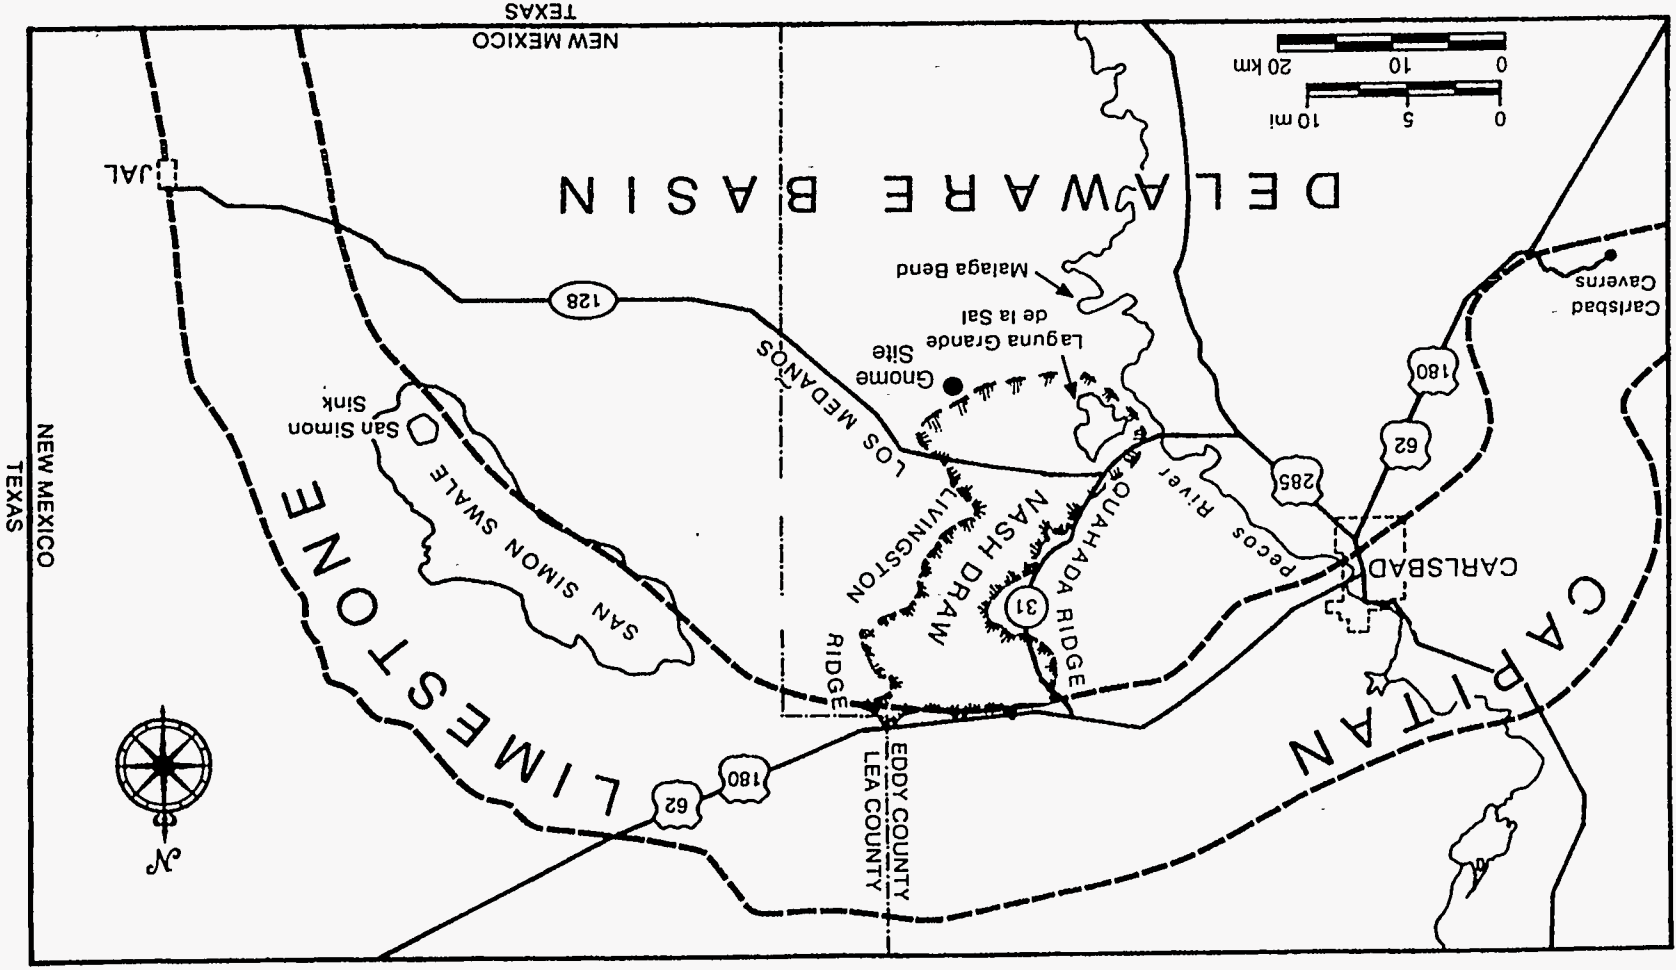 N
EDDY COUNTY
LEA COUNTY
62
180
CAPITAN
LIMESTONE
CARLSBAD
Pecos River
285
62
180
Carlsbad
Caverns
31
QUAHADA RIDGE
NASH DRAW
LIVINGSTON
RIDGE
SAN SIMON SWALE
San Simon
Sink
LOS MEDANOS
Gnome
Site
Laguna Grande
de la Sal
Malaga Bend
128
DELAWARE BASIN
JAL
0 5 10 mi
0 10 20 km
NEW MEXICO
TEXAS
NEW MEXICO
TEXAS